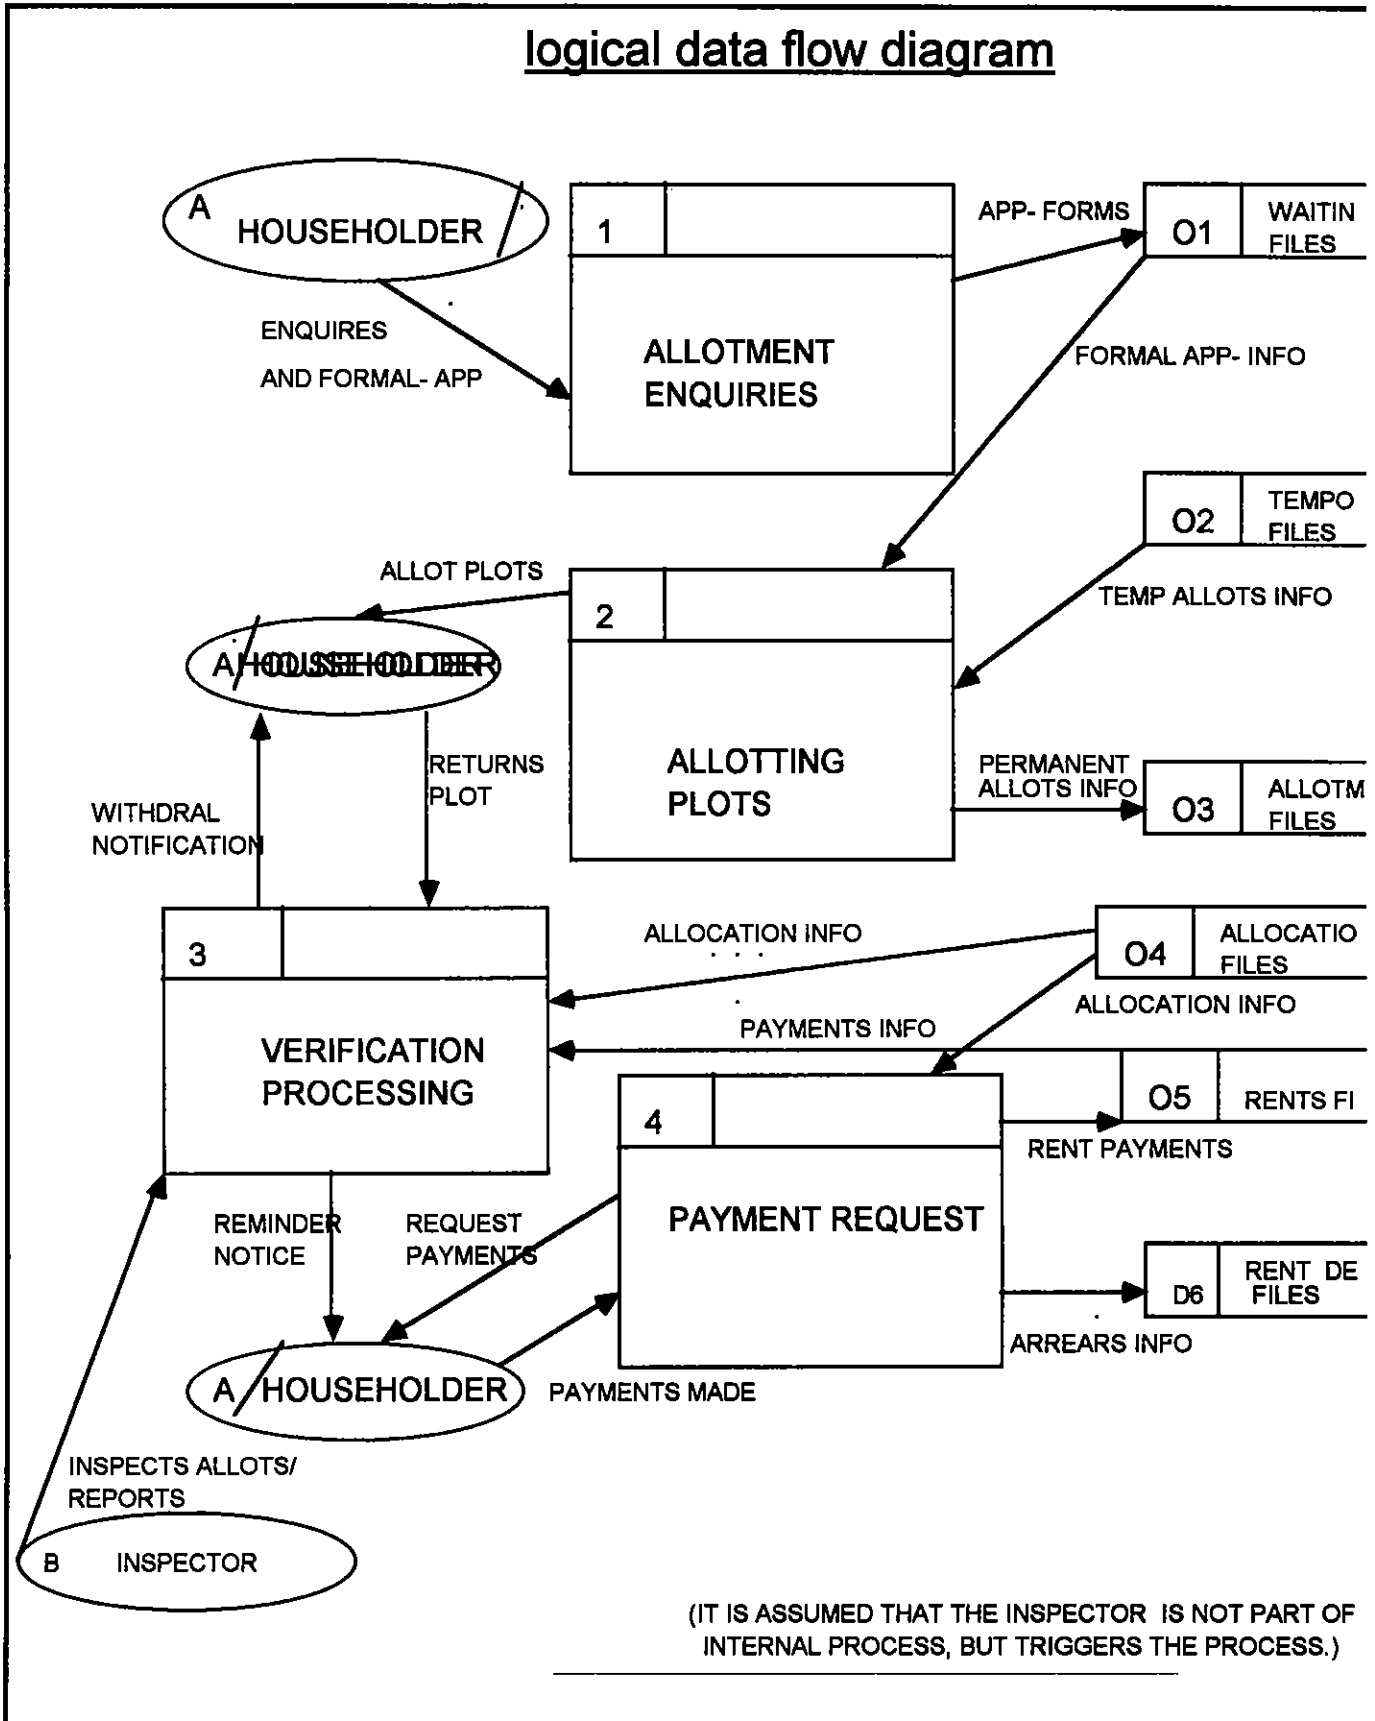 logical data flow diagram
A
HOUSEHOLDER
1
APP- FORMS
O1
WAITIN
FILES
ENQUIRES
AND FORMAL- APP
ALLOTMENT
ENQUIRIES
FORMAL APP- INFO
O2
TEMPO
FILES
ALLOT PLOTS
2
TEMP ALLOTS INFO
A/HOUSEHOLDER
RETURNS
PLOT
ALLOTTING
PLOTS
PERMANENT
ALLOTS INFO
O3
ALLOTM
FILES
WITHDRAL
NOTIFICATION
3
ALLOCATION INFO
O4
ALLOCATIO
FILES
ALLOCATION INFO
PAYMENTS INFO
VERIFICATION
PROCESSING
4
O5
RENTS FI
RENT PAYMENTS
REMINDER
NOTICE
REQUEST
PAYMENTS
PAYMENT REQUEST
D6
RENT DE
FILES
ARREARS INFO
A/HOUSEHOLDER
PAYMENTS MADE
INSPECTS ALLOTS/
REPORTS
B INSPECTOR
(IT IS ASSUMED THAT THE INSPECTOR IS NOT PART OF
INTERNAL PROCESS, BUT TRIGGERS THE PROCESS.)